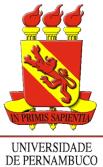 IN PRIMIS SAPIENTIA
UNIVERSIDADE
DE PERNAMBUCO